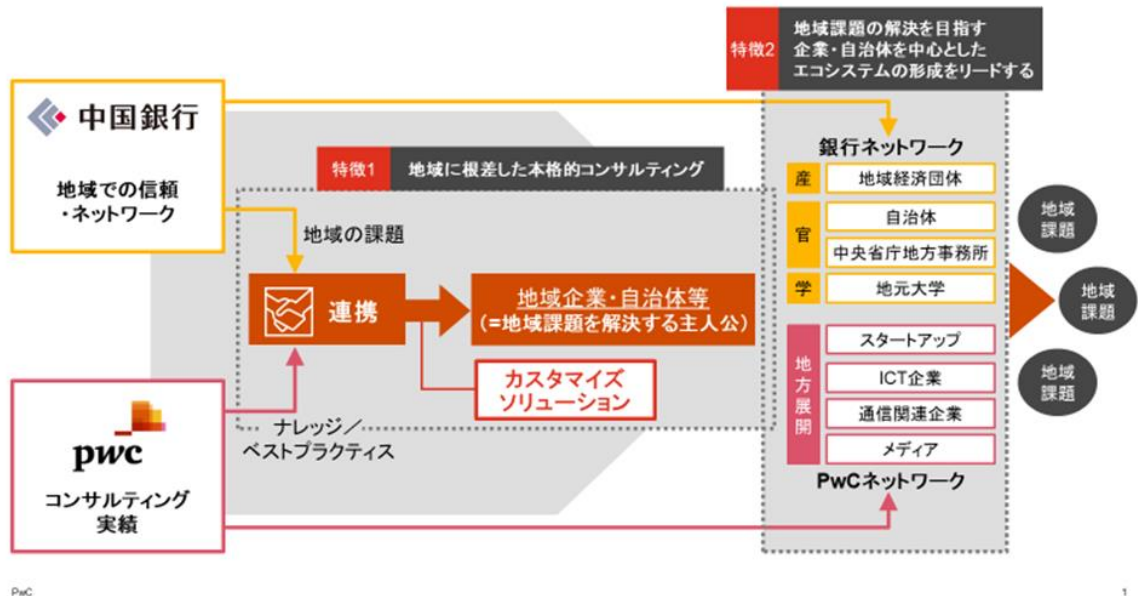 特徴2
地域課題の解決を目指す
企業・自治体を中心とした
エコシステムの形成をリードする
中国銀行
地域での信頼
・ネットワーク
特徴1
地域に根差した本格的コンサルティング
地域の課題
連携
地域企業・自治体等
(=地域課題を解決する主人公)
カスタマイズ
ソリューション
ナレッジ/
ベストプラクティス
pwc
コンサルティング
実績
銀行ネットワーク
産
地域経済団体
官
自治体
中央省庁地方事務所
学
地元大学
地方展開
スタートアップ
ICT企業
通信関連企業
メディア
PwCネットワーク
地域
課題
地域
課題
地域
課題
PwC
1